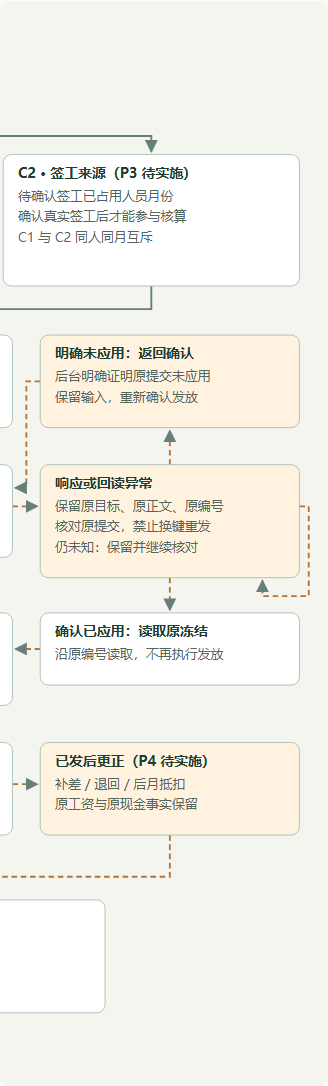 C2 · 签工来源（P3 待实施）
待确认签工已占用人员月份
确认真实签工后才能参与核算
C1 与 C2 同人同月互斥
明确未应用：返回确认
后台明确证明原提交未应用
保留输入，重新确认发放
响应或回读异常
保留原目标、原正文、原编号
核对原提交，禁止换键重发
仍未知：保留并继续核对
确认已应用：读取原冻结
沿原编号读取，不再执行发放
已发后更正（P4 待实施）
补差 / 退回 / 后月抵扣
原工资与原现金事实保留